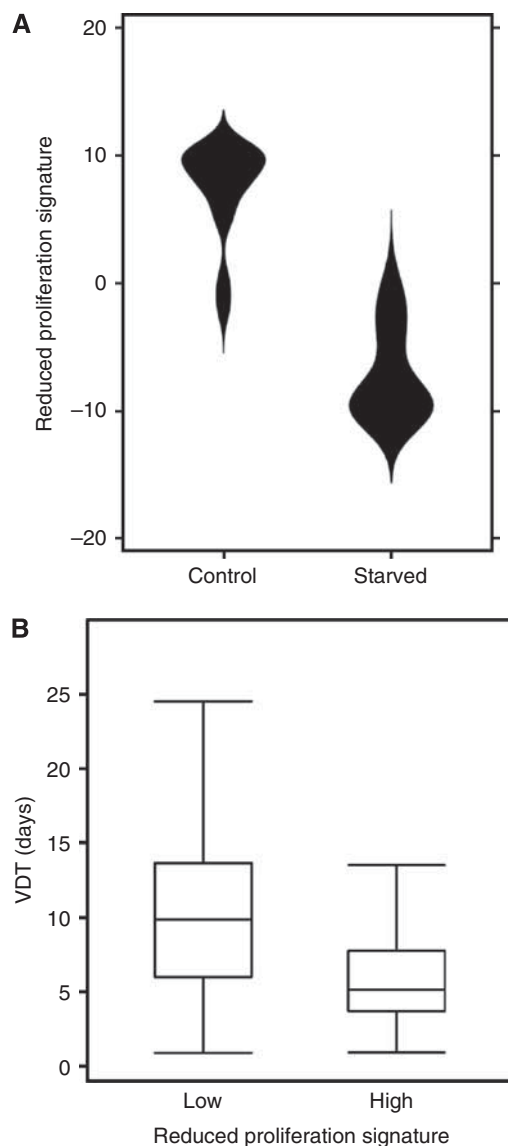 A
20
10
0
−10
−20
Reduced proliferation signature
Control Starved
B
25
20
15
10
5
0
VDT (days)
Low High
Reduced proliferation signature